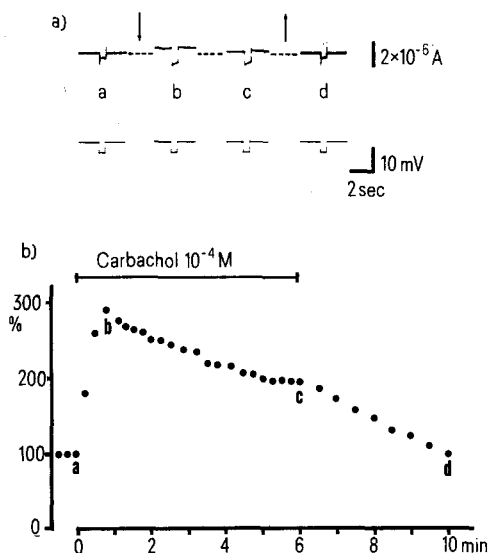 a)
2×10⁻⁶ A
a b c d
10 mV
2 sec
b)
Carbachol 10⁻⁴ M
300
%
b
200
c
100
a
d
0
0 2 4 6 8 10 min